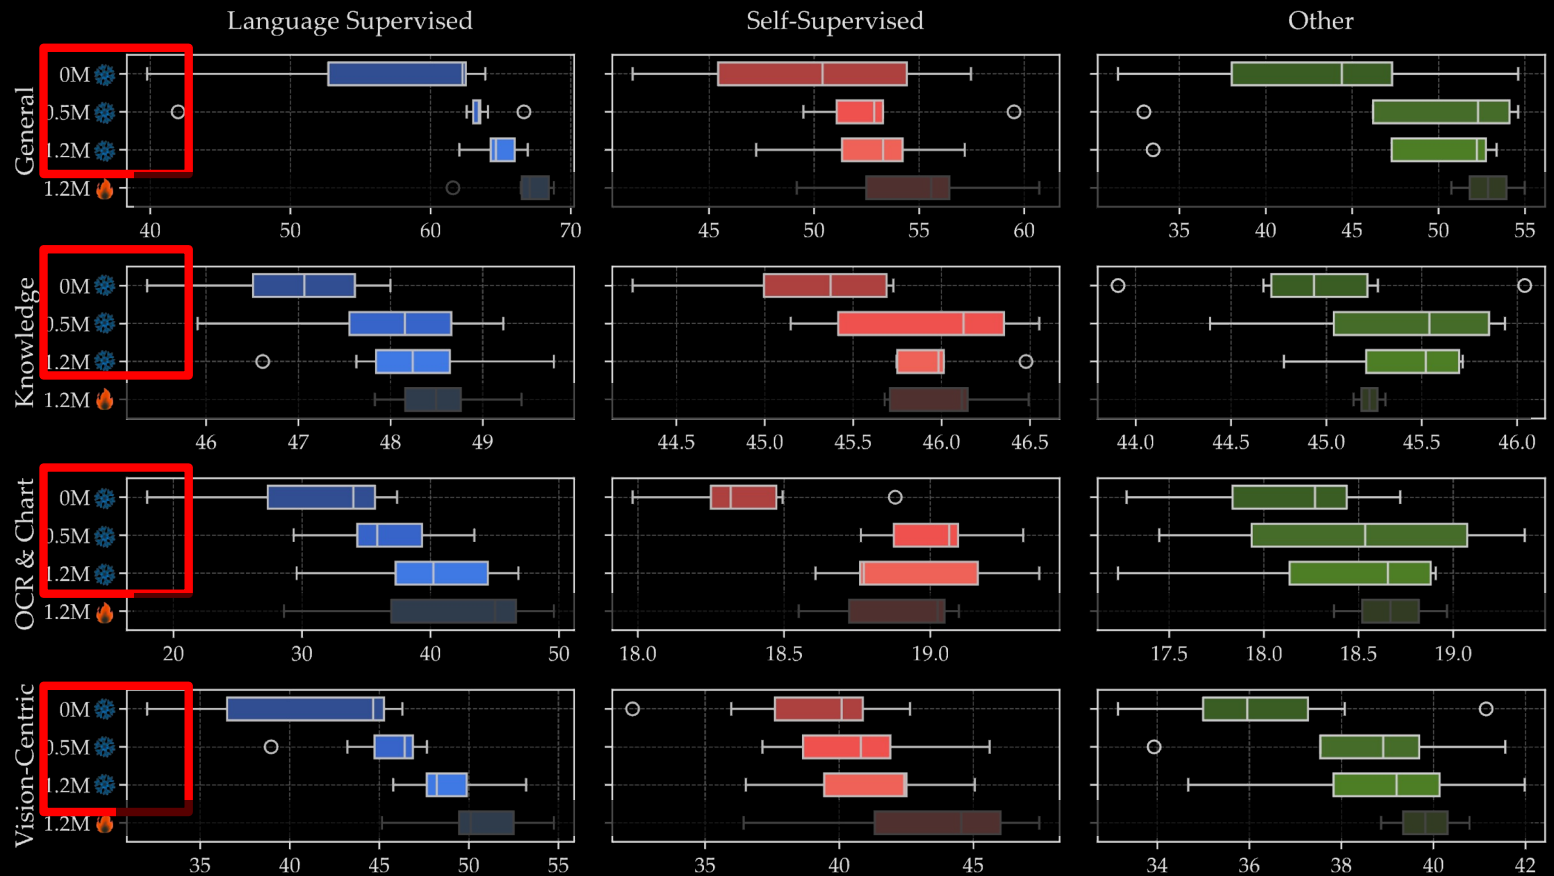 Language Supervised Self-Supervised Other
General
0M
0.5M
1.2M
1.2M
40 50 60 70 45 50 55 60 35 40 45 50 55
Knowledge
0M
0.5M
1.2M
1.2M
46 47 48 49 44.5 45.0 45.5 46.0 46.5 44.0 44.5 45.0 45.5 46.0
OCR & Chart
0M
0.5M
1.2M
1.2M
20 30 40 50 18.0 18.5 19.0 17.5 18.0 18.5 19.0
Vision-Centric
0M
0.5M
1.2M
1.2M
35 40 45 50 55 35 40 45 34 36 38 40 42